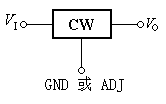 V_I CW V_O
GND 或 ADJ